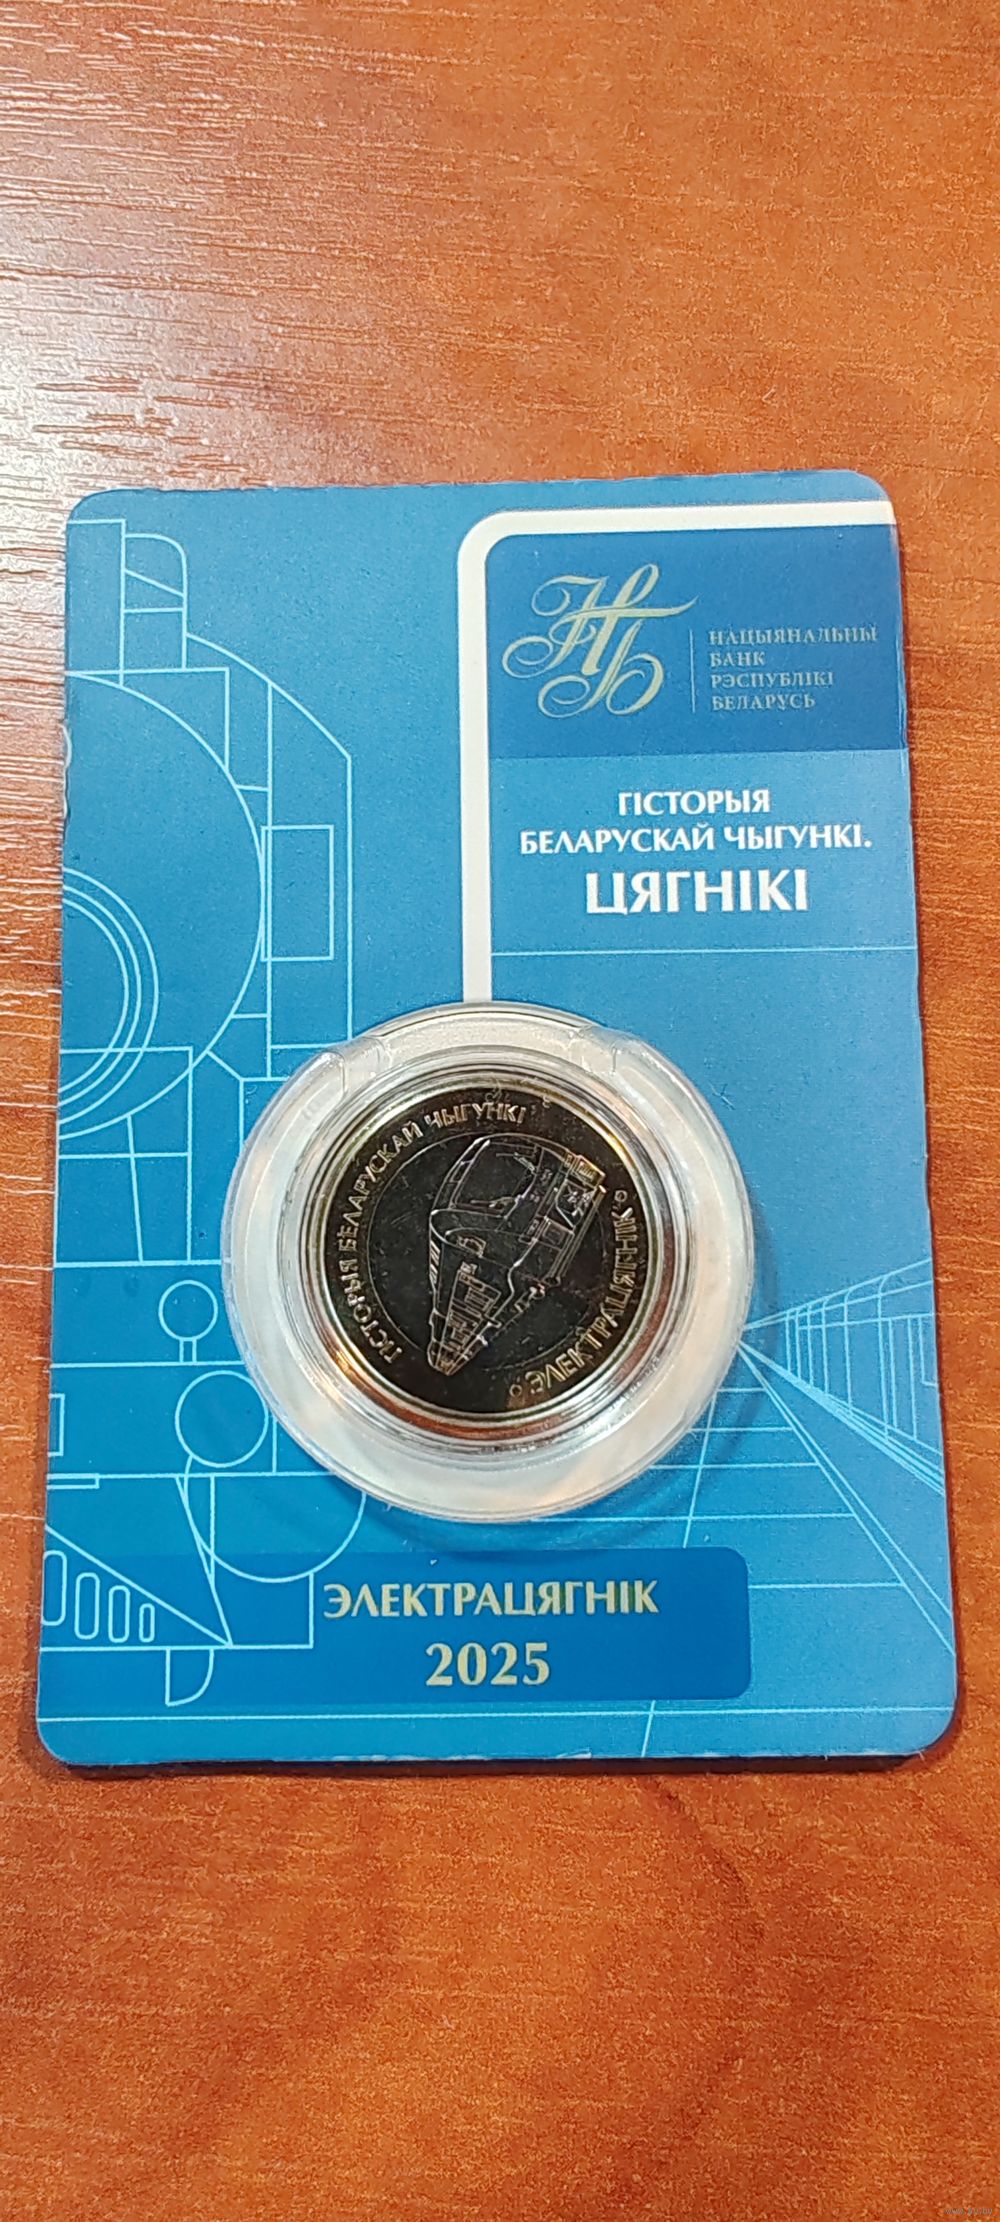 НБ
НАЦЫЯНАЛЬНЫ
БАНК
РЭСПУБЛІКІ
БЕЛАРУСЬ
ГІСТОРЫЯ
БЕЛАРУСКАЙ ЧЫГУНКІ.
ЦЯГНІКІ
ГІСТОРЫЯ БЕЛАРУСКАЙ ЧЫГУНКІ
ЭЛЕКТРАЦЯГНІК
ЭЛЕКТРАЦЯГНІК
2025